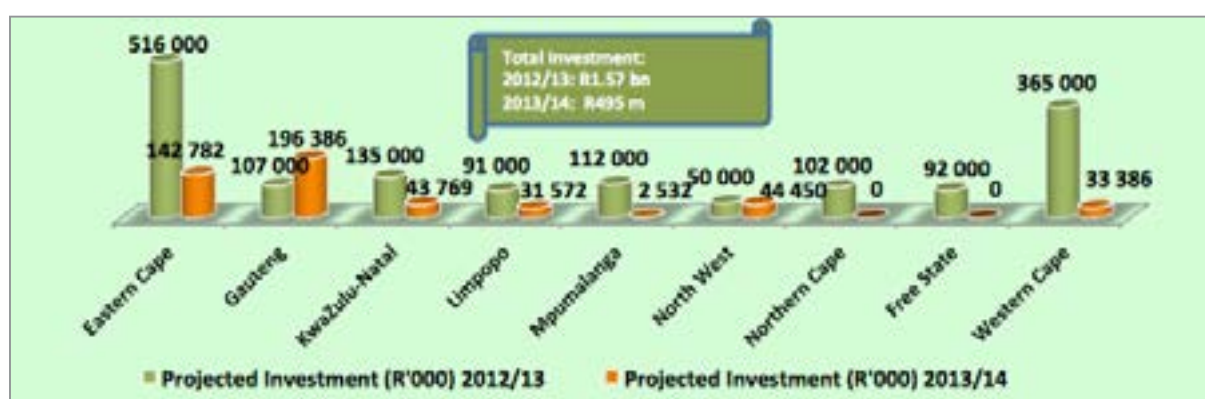 516 000
142 782
107 000
196 386
135 000
43 769
91 000
31 572
112 000
2 532
50 000
44 450
102 000
0
92 000
0
365 000
33 386
Total Investment:
2012/13: R1.57 bn
2013/14: R495 m
Eastern Cape
Gauteng
KwaZulu-Natal
Limpopo
Mpumalanga
North West
Northern Cape
Free State
Western Cape
Projected Investment (R'000) 2012/13
Projected Investment (R'000) 2013/14